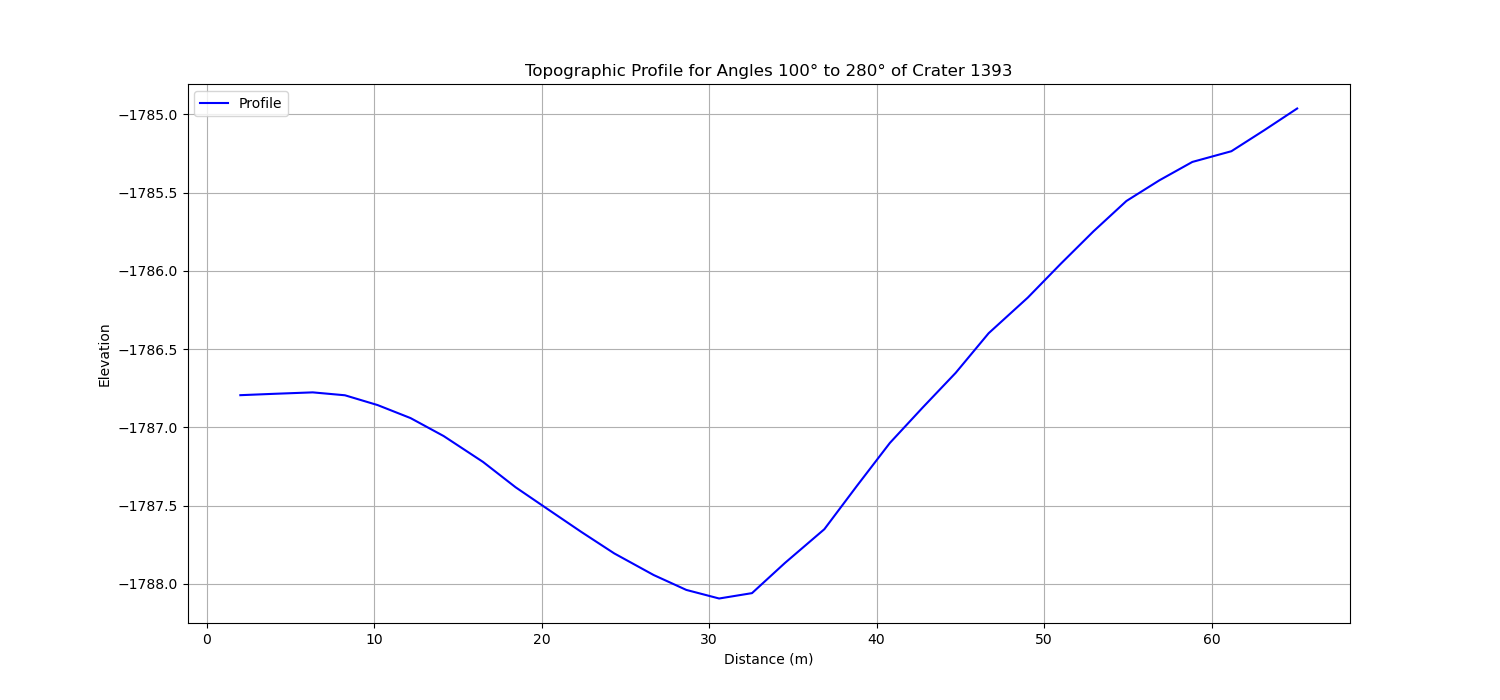 Topographic Profile for Angles 100° to 280° of Crater 1393
Profile
Elevation
−1785.0
−1785.5
−1786.0
−1786.5
−1787.0
−1787.5
−1788.0
0 10 20 30 40 50 60
Distance (m)